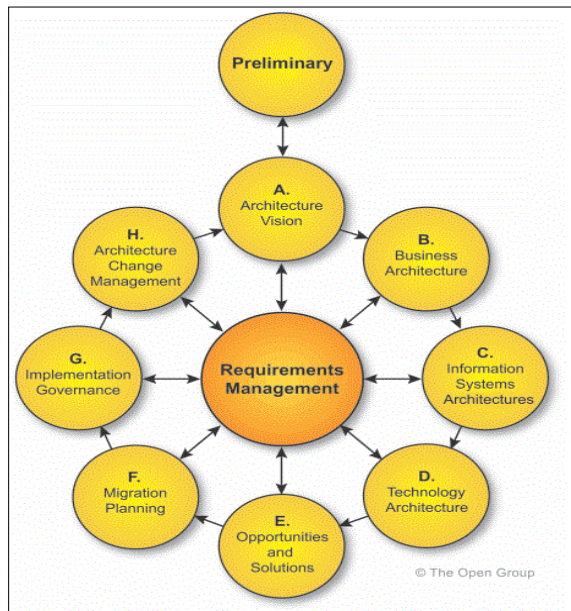 Preliminary
A.
Architecture
Vision
B.
Business
Architecture
H.
Architecture
Change
Management
C.
Information
Systems
Architectures
G.
Implementation
Governance
Requirements
Management
D.
Technology
Architecture
F.
Migration
Planning
E.
Opportunities
and
Solutions
© The Open Group